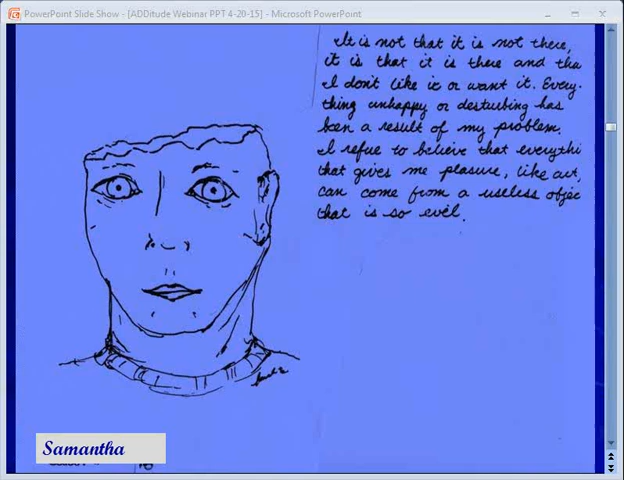 PowerPoint Slide Show - [ADDitude Webinar PPT 4-20-15] - Microsoft PowerPoint
It is not that it is not there,
it is that it is there and tha
I don't like it or want it. Every-
thing unhappy or desturbing has
been a result of my problem.
I refue to believe that everythi
that gives me pleasure, like art,
can come from a useless objec
that is so evil.
Samantha